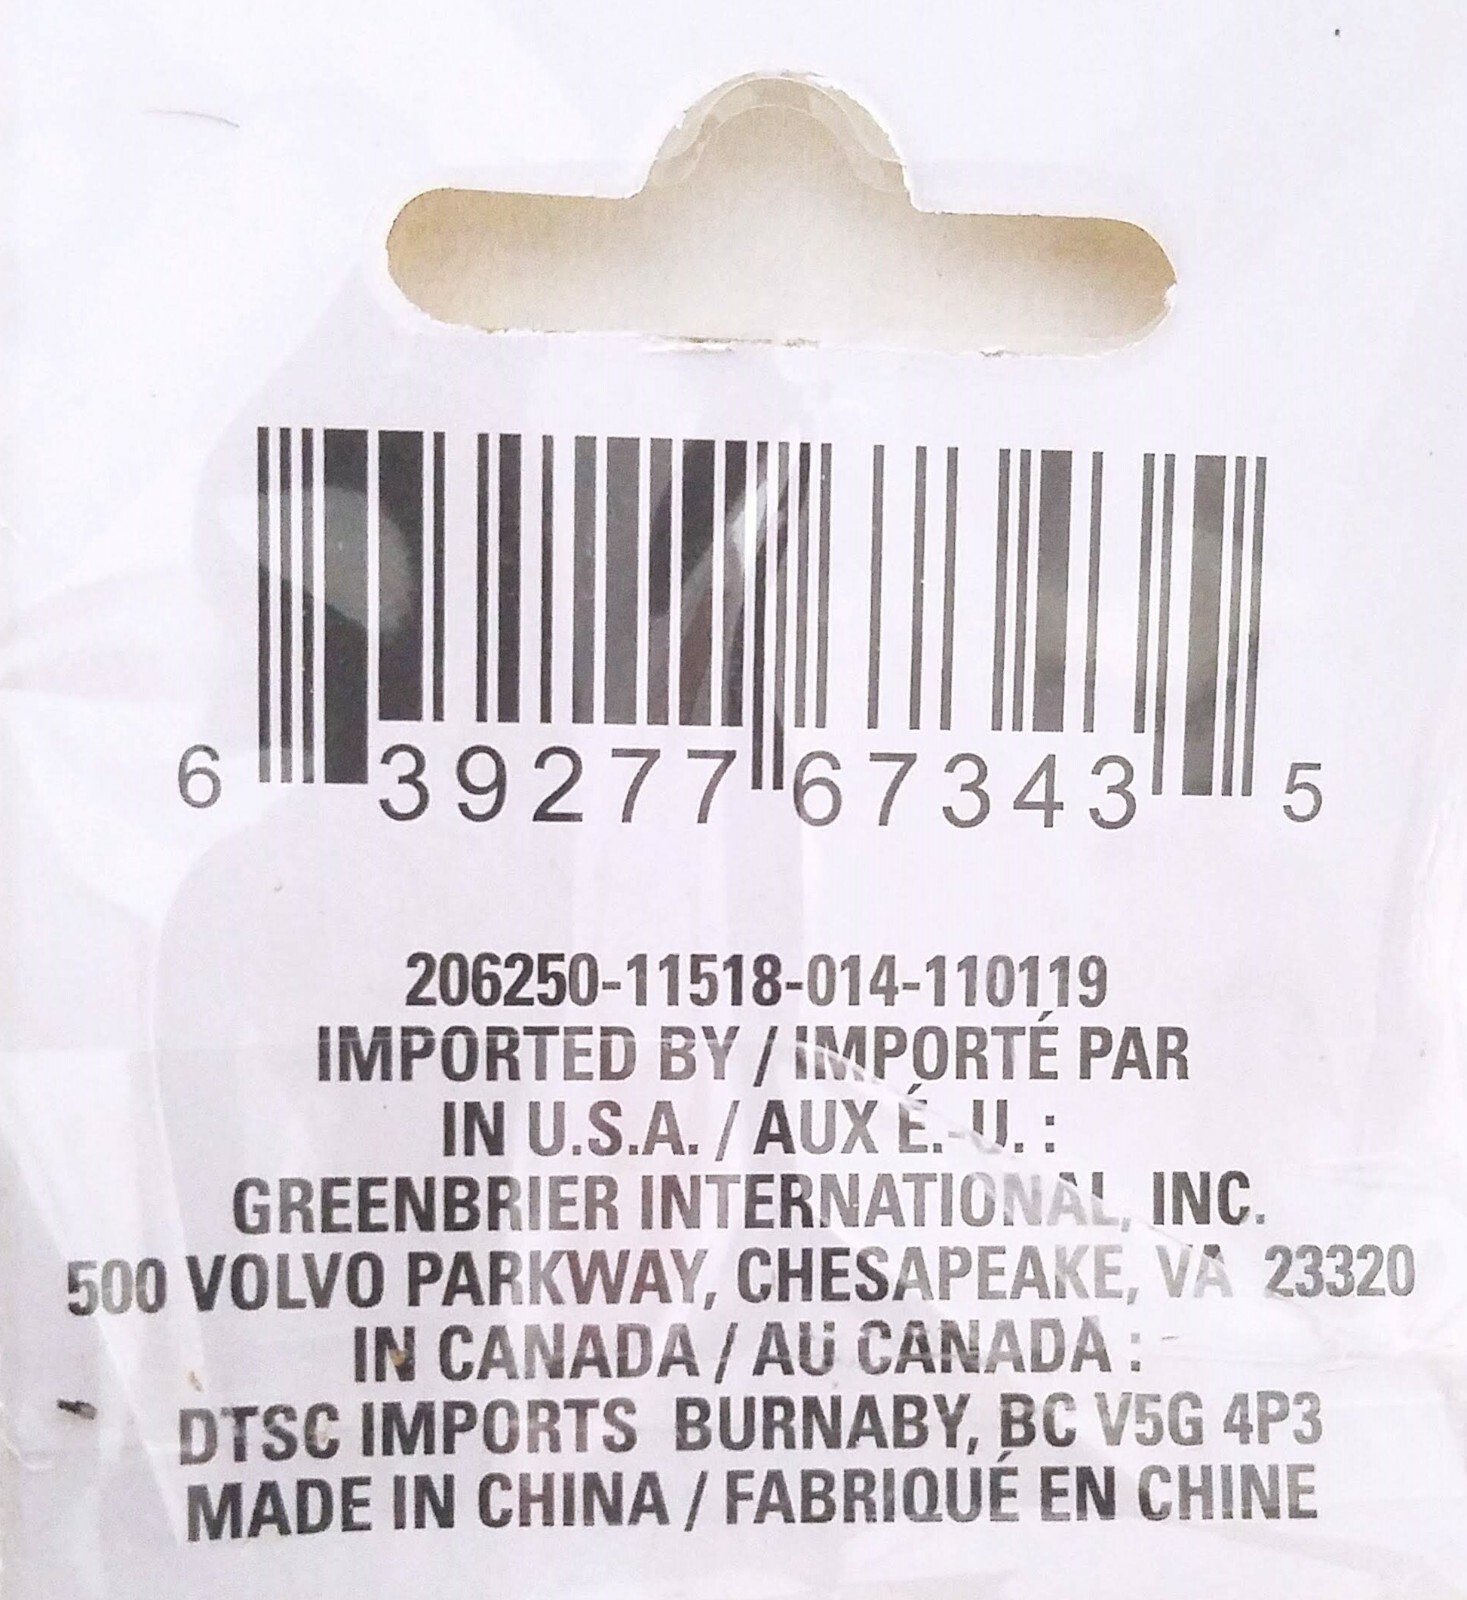 6 39277 67343 5
206250-11518-014-110119
IMPORTED BY / IMPORTÉ PAR
IN U.S.A. / AUX É.-U. :
GREENBRIER INTERNATIONAL, INC.
500 VOLVO PARKWAY, CHESAPEAKE, VA 23320
IN CANADA / AU CANADA :
DTSC IMPORTS BURNABY, BC V5G 4P3
MADE IN CHINA / FABRIQUÉ EN CHINE